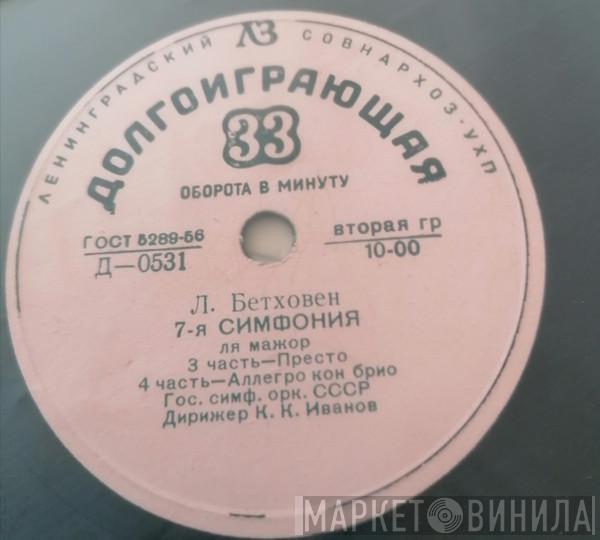 ЛЕНИНГРАДСКИЙ ЛЗ СОВНАРХОЗ-УХП
ДОЛГОИГРАЮЩАЯ
33
ОБОРОТА В МИНУТУ
ГОСТ 5289-56
Д—0531
вторая гр
10-00
Л. Бетховен
7-я СИМФОНИЯ
ля мажор
3 часть—Престо
4 часть—Аллегро кон брио
Гос. симф. орк. СССР
Дирижер К. К. Иванов
МАРКЕТ ВИНИЛА